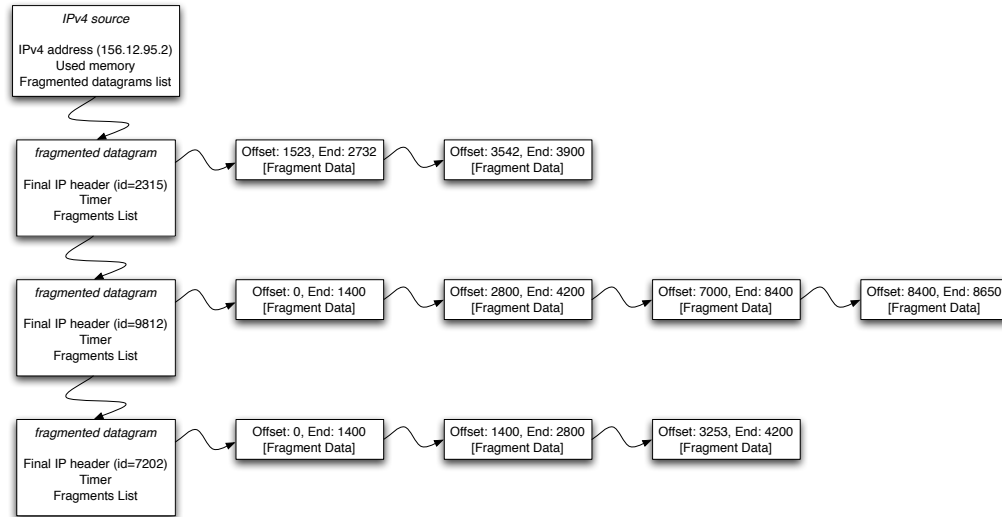 IPv4 source
IPv4 address (156.12.95.2)
Used memory
Fragmented datagrams list
fragmented datagram
Final IP header (id=2315)
Timer
Fragments List
Offset: 1523, End: 2732
[Fragment Data]
Offset: 3542, End: 3900
[Fragment Data]
fragmented datagram
Final IP header (id=9812)
Timer
Fragments List
Offset: 0, End: 1400
[Fragment Data]
Offset: 2800, End: 4200
[Fragment Data]
Offset: 7000, End: 8400
[Fragment Data]
Offset: 8400, End: 8650
[Fragment Data]
fragmented datagram
Final IP header (id=7202)
Timer
Fragments List
Offset: 0, End: 1400
[Fragment Data]
Offset: 1400, End: 2800
[Fragment Data]
Offset: 3253, End: 4200
[Fragment Data]